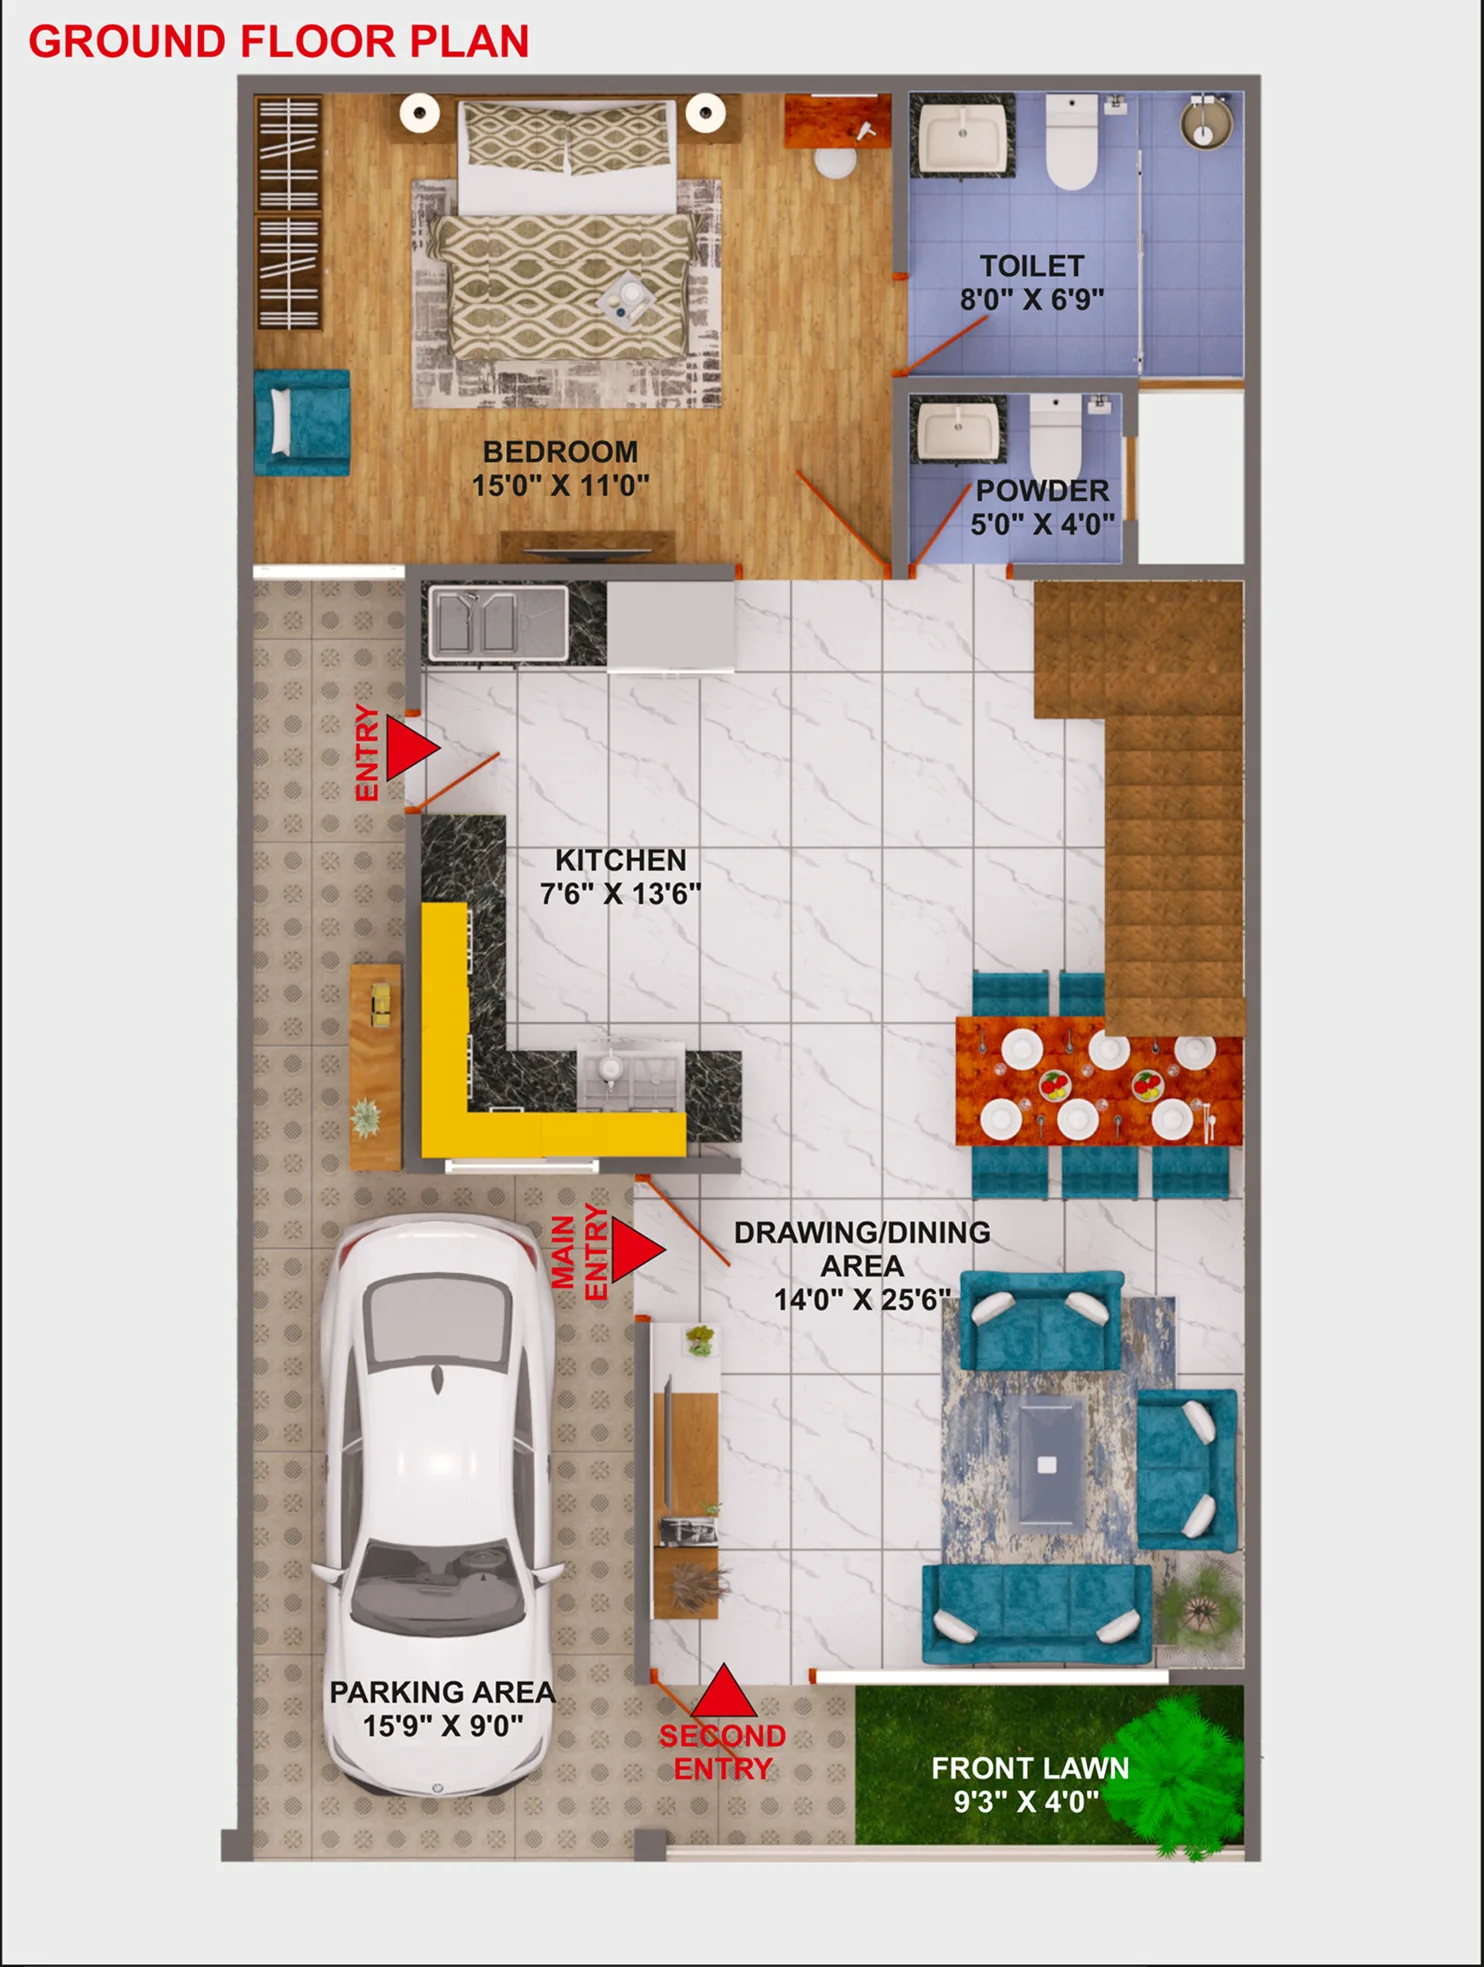 GROUND FLOOR PLAN
TOILET
8'0" X 6'9"
BEDROOM
15'0" X 11'0"
POWDER
5'0" X 4'0"
ENTRY
KITCHEN
7'6" X 13'6"
MAIN
ENTRY
DRAWING/DINING
AREA
14'0" X 25'6"
PARKING AREA
15'9" X 9'0"
SECOND
ENTRY
FRONT LAWN
9'3" X 4'0"